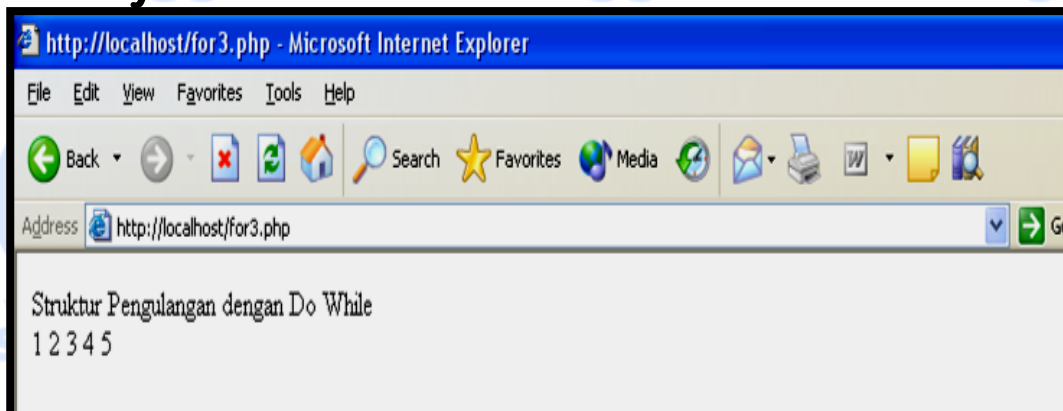 http://localhost/for3.php - Microsoft Internet Explorer
File Edit View Favorites Tools Help
Back Search Favorites Media
Address http://localhost/for3.php
Struktur Pengulangan dengan Do While
1 2 3 4 5